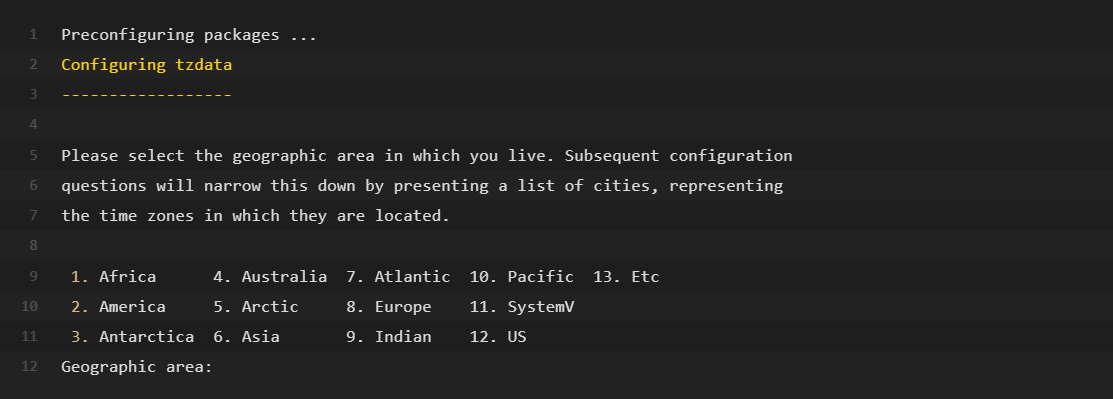 1 Preconfiguring packages ...
2 Configuring tzdata
3 ------------------
4
5 Please select the geographic area in which you live. Subsequent configuration
6 questions will narrow this down by presenting a list of cities, representing
7 the time zones in which they are located.
8
9 1. Africa 4. Australia 7. Atlantic 10. Pacific 13. Etc
10 2. America 5. Arctic 8. Europe 11. SystemV
11 3. Antarctica 6. Asia 9. Indian 12. US
12 Geographic area: